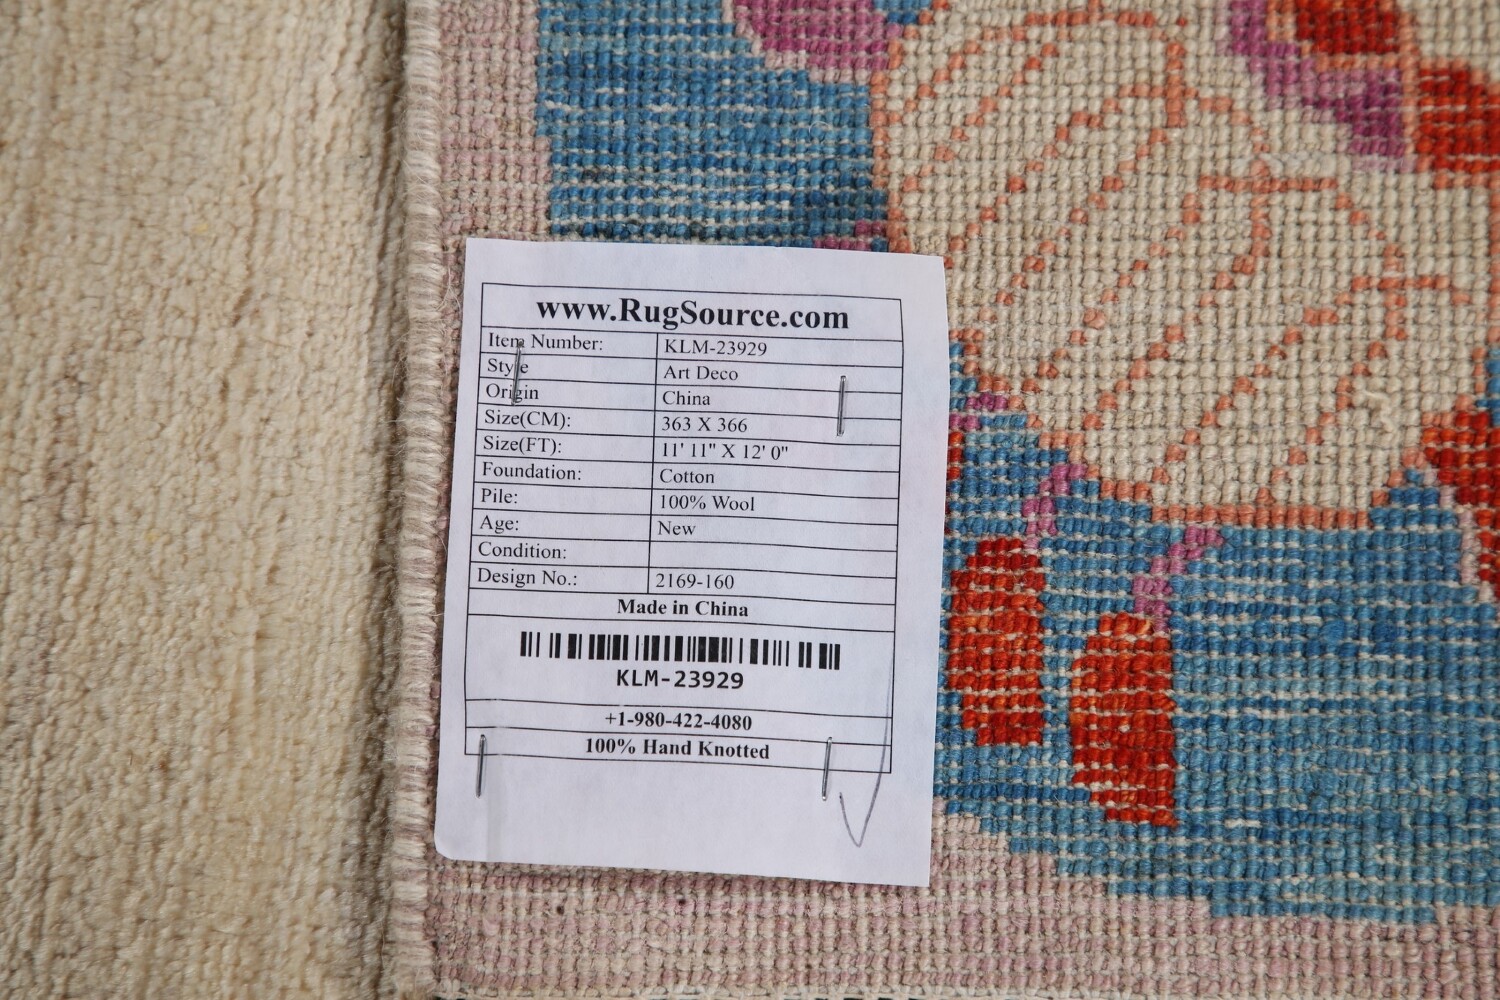 www.RugSource.com
Item Number: KLM-23929
Style Art Deco
Origin China
Size(CM): 363 X 366
Size(FT): 11' 11" X 12' 0"
Foundation: Cotton
Pile: 100% Wool
Age: New
Condition:
Design No.: 2169-160
Made in China
KLM-23929
+1-980-422-4080
100% Hand Knotted